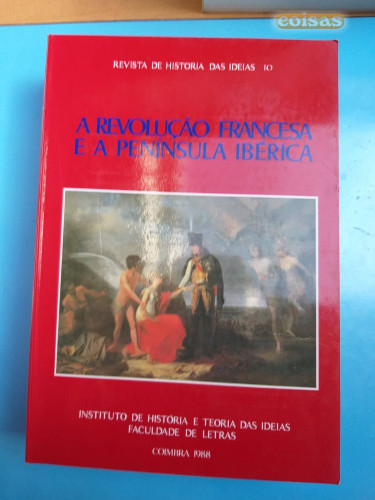 coisas
REVISTA DE HISTÓRIA DAS IDEIAS 10
A REVOLUÇÃO FRANCESA
E A PENÍNSULA IBÉRICA
INSTITUTO DE HISTÓRIA E TEORIA DAS IDEIAS
FACULDADE DE LETRAS
COIMBRA 1988